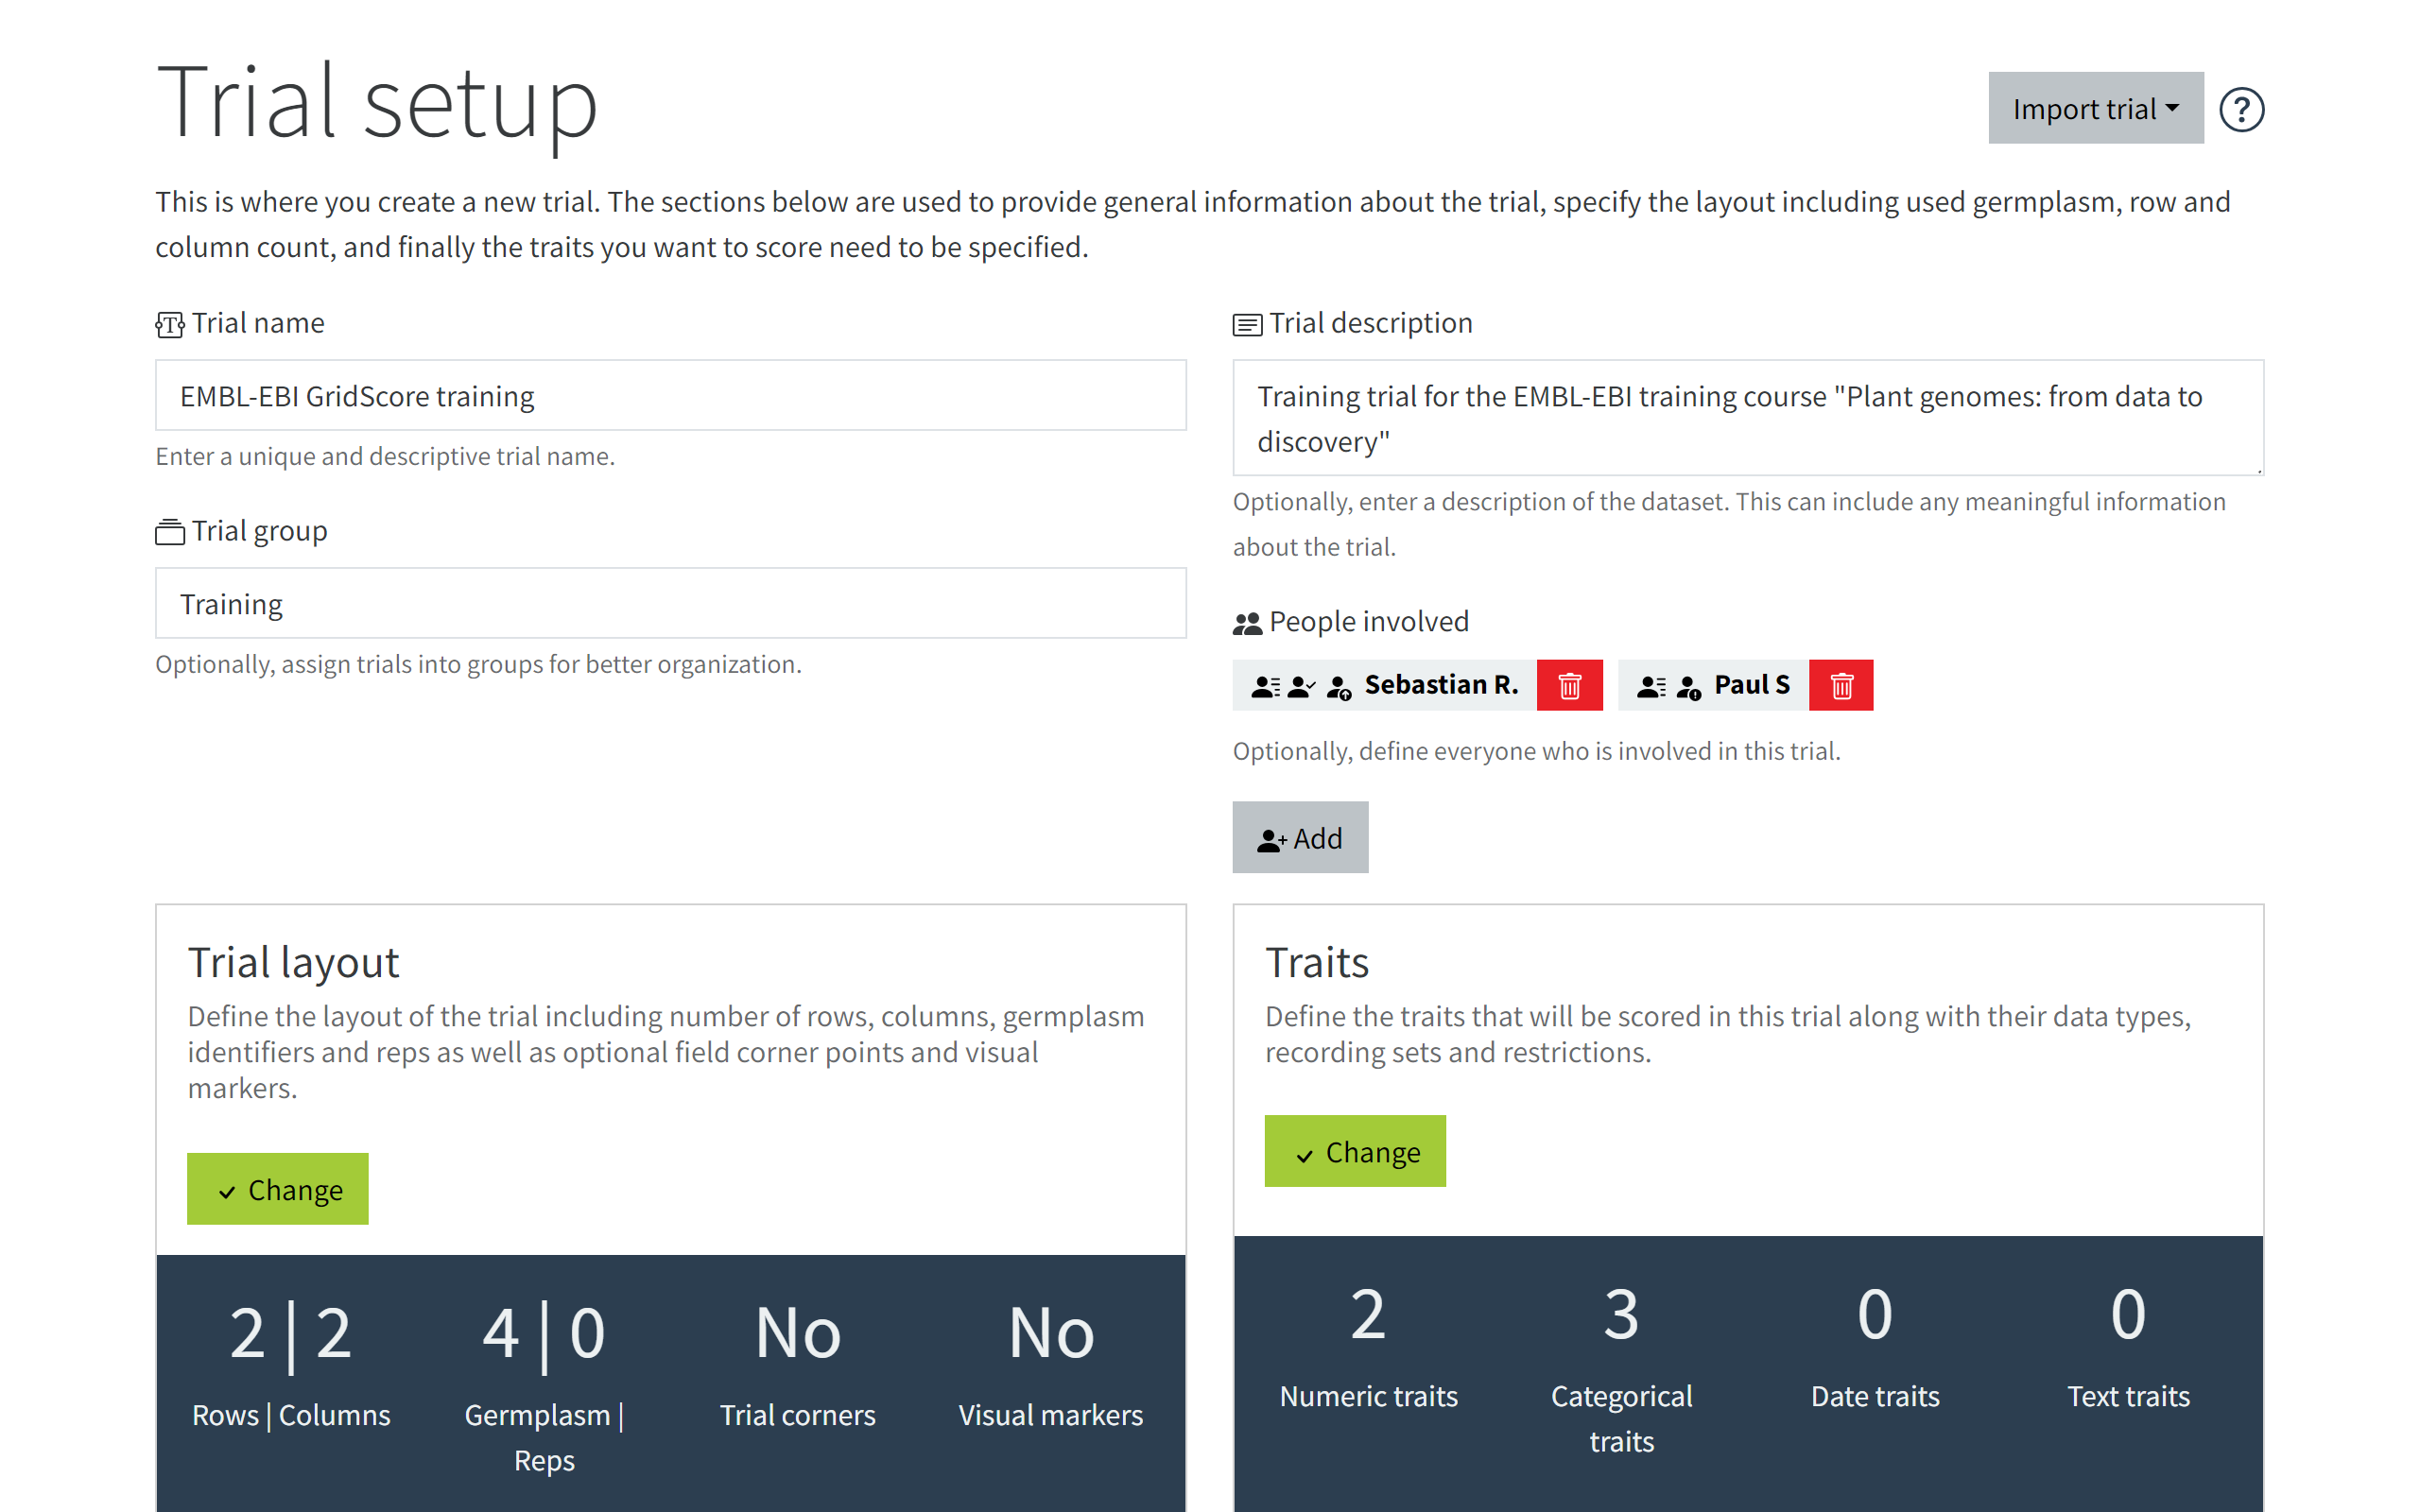 Trial setup
Import trial
?
This is where you create a new trial. The sections below are used to provide general information about the trial, specify the layout including used germplasm, row and
column count, and finally the traits you want to score need to be specified.
Trial name
EMBL-EBI GridScore training
Enter a unique and descriptive trial name.
Trial group
Training
Optionally, assign trials into groups for better organization.
Trial description
Training trial for the EMBL-EBI training course "Plant genomes: from data to
discovery"
Optionally, enter a description of the dataset. This can include any meaningful information
about the trial.
People involved
Sebastian R.
Paul S
Optionally, define everyone who is involved in this trial.
Add
Trial layout
Define the layout of the trial including number of rows, columns, germplasm
identifiers and reps as well as optional field corner points and visual
markers.
Change
2 | 2
Rows | Columns
4 | 0
Germplasm |
Reps
No
Trial corners
No
Visual markers
Traits
Define the traits that will be scored in this trial along with their data types,
recording sets and restrictions.
Change
2
Numeric traits
3
Categorical
traits
0
Date traits
0
Text traits